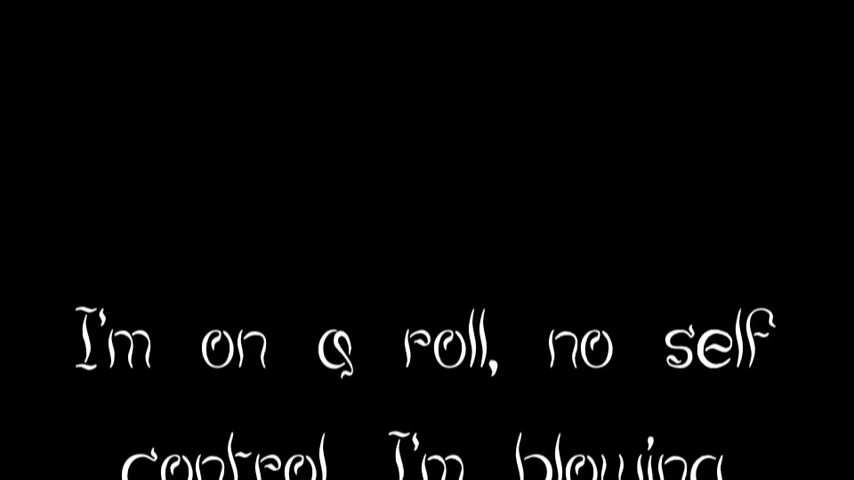 I'm on a roll, no self
control, I'm blowing